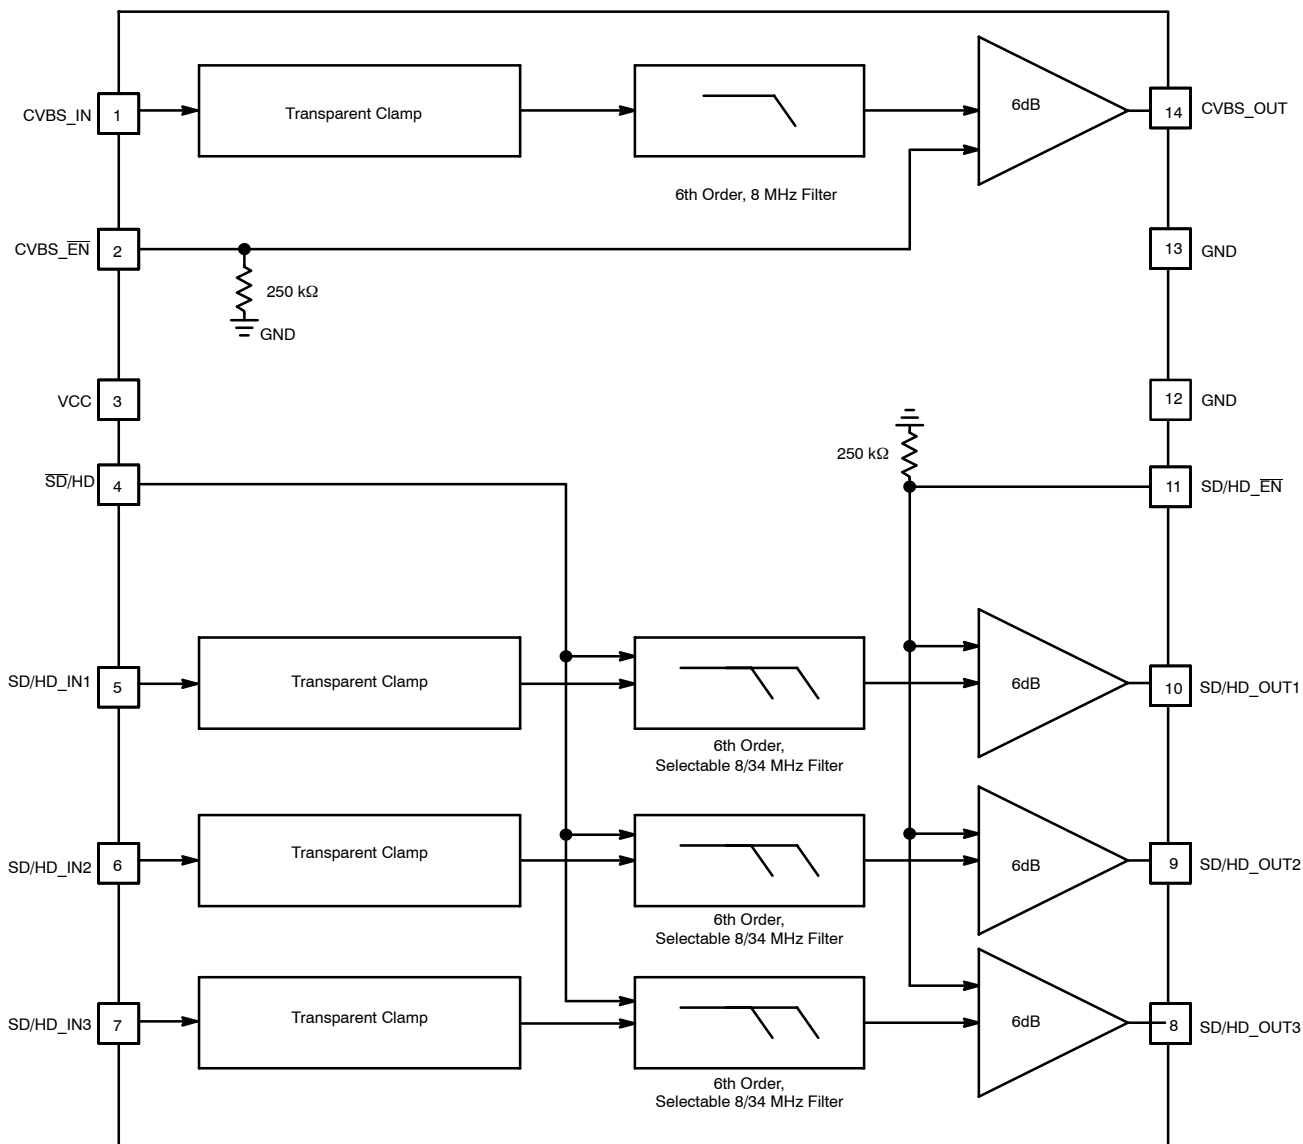 CVBS_IN
1
Transparent Clamp
6dB
14
CVBS_OUT
6th Order, 8 MHz Filter
CVBS_E̅N̅
2
13
GND
250 kΩ
GND
VCC
3
12
GND
S̅D̅/HD
4
250 kΩ
11
SD/HD_E̅N̅
SD/HD_IN1
5
Transparent Clamp
6dB
10
SD/HD_OUT1
6th Order,
Selectable 8/34 MHz Filter
SD/HD_IN2
6
Transparent Clamp
6dB
9
SD/HD_OUT2
6th Order,
Selectable 8/34 MHz Filter
SD/HD_IN3
7
Transparent Clamp
6dB
8
SD/HD_OUT3
6th Order,
Selectable 8/34 MHz Filter